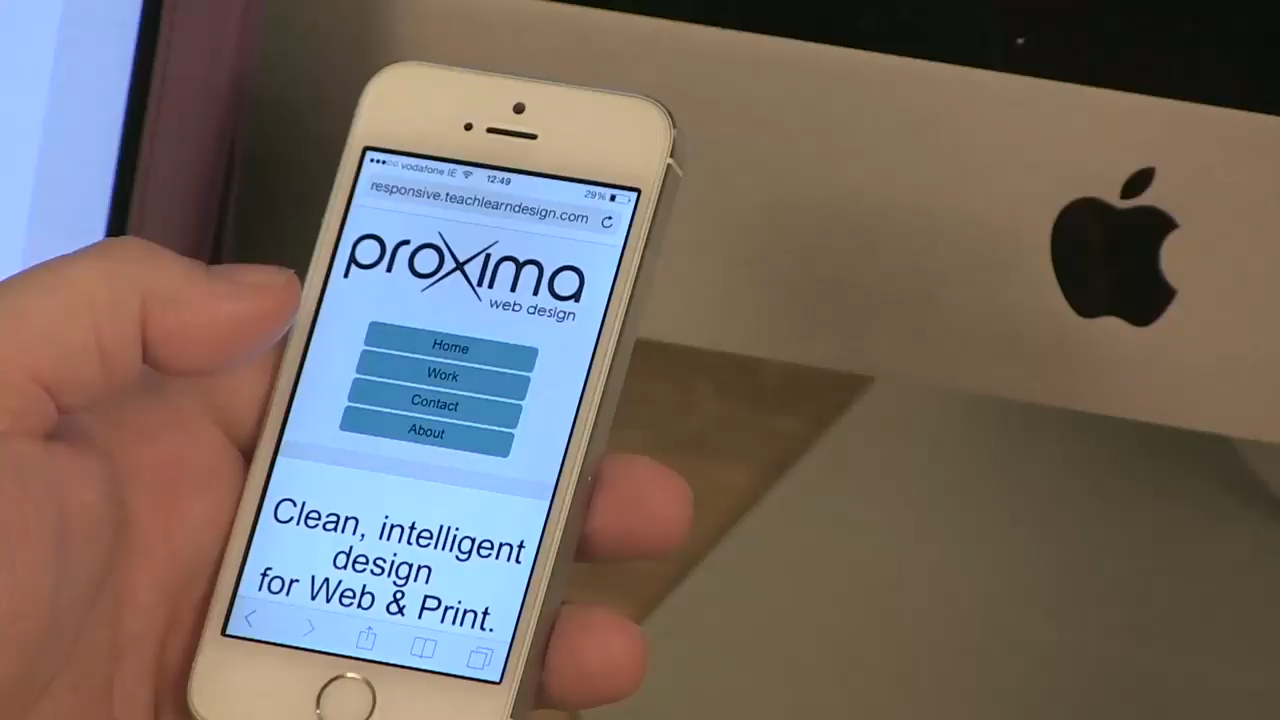 vodafone IE 12:49 29%
responsive.teachlearndesign.com
proxima
web design
Home
Work
Contact
About
Clean, intelligent
design
for Web & Print.